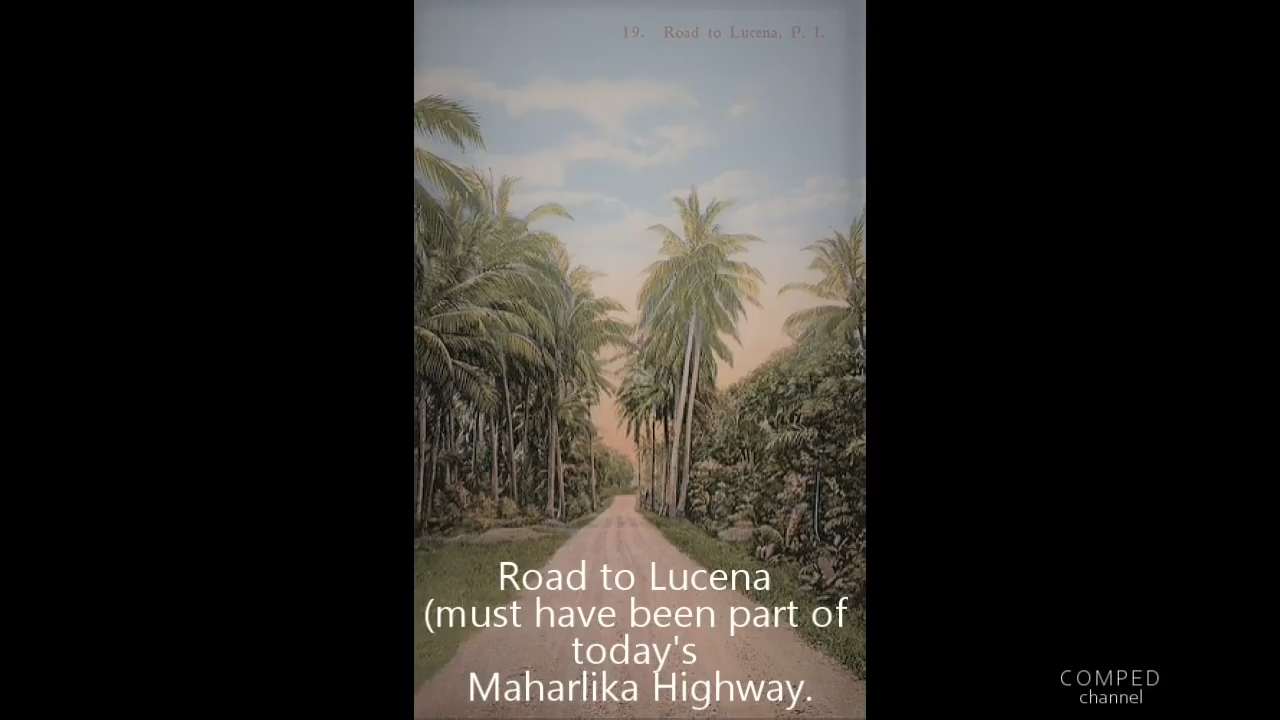 19. Road to Lucena, P. I.
Road to Lucena
(must have been part of
today's
Maharlika Highway.
COMPED
channel